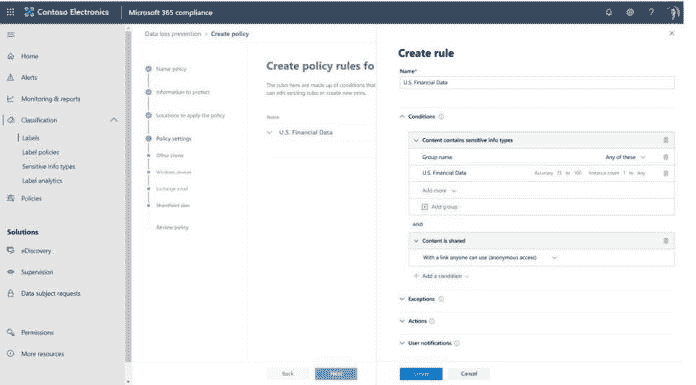 Contoso Electronics
Microsoft 365 compliance
Home
Alerts
Monitoring & reports
Classification
Labels
Label policies
Sensitive info types
Label analytics
Policies
Solutions
eDiscovery
Supervision
Data subject requests
Permissions
More resources
Data loss prevention > Create policy
Name policy
Information to protect
Locations to apply the policy
Policy settings
Office clients
Windows devices
Exchange email
SharePoint sites
Review policy
Create policy rules fo
The rules here are made up of conditions that
can edit existing rules or create new ones.
Name
U.S. Financial Data
Back
Next
Create rule
Name*
U.S. Financial Data
Conditions
Content contains sensitive info types
Group name Any of these
U.S. Financial Data Accuracy 75 to 100 Instance count 1 to Any
Add more
Add group
And
Content is shared
With a link anyone can use (anonymous access)
Add a condition
Exceptions
Actions
User notifications
Cancel